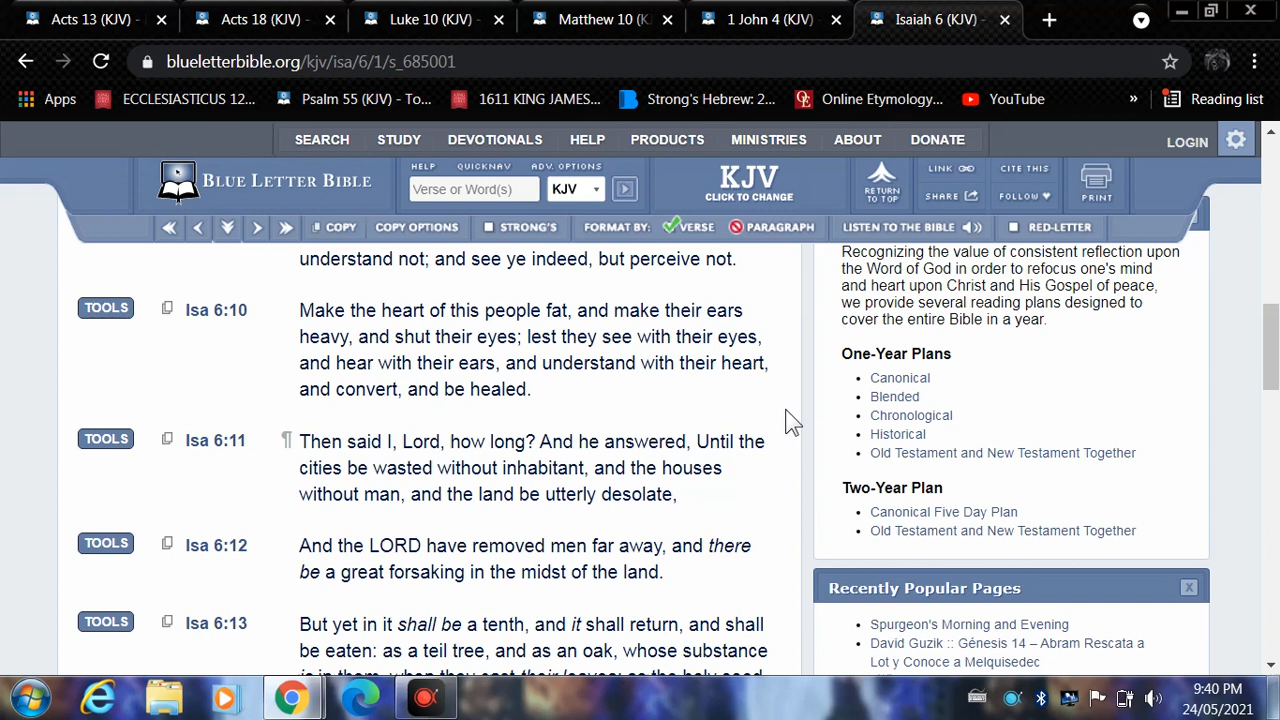 Acts 13 (KJV) -
Acts 18 (KJV) -
Luke 10 (KJV) -
Matthew 10 (KJV)
1 John 4 (KJV) -
Isaiah 6 (KJV) -
blueletterbible.org/kjv/isa/6/1/s_685001
Apps
ECCLESIASTICUS 12...
Psalm 55 (KJV) - To...
1611 KING JAMES...
Strong's Hebrew: 2...
Online Etymology...
YouTube
»
Reading list
SEARCH STUDY DEVOTIONALS HELP PRODUCTS MINISTRIES ABOUT DONATE
LOGIN
BLUE LETTER BIBLE
HELP QUICKNAV ADV. OPTIONS
Verse or Word(s)
KJV
KJV
CLICK TO CHANGE
RETURN
TO TOP
LINK
CITE THIS
SHARE
FOLLOW
PRINT
COPY COPY OPTIONS STRONG'S FORMAT BY: VERSE PARAGRAPH LISTEN TO THE BIBLE RED-LETTER
understand not; and see ye indeed, but perceive not.
TOOLS Isa 6:10 Make the heart of this people fat, and make their ears
heavy, and shut their eyes; lest they see with their eyes,
and hear with their ears, and understand with their heart,
and convert, and be healed.
TOOLS Isa 6:11 ¶ Then said I, Lord, how long? And he answered, Until the
cities be wasted without inhabitant, and the houses
without man, and the land be utterly desolate,
TOOLS Isa 6:12 And the LORD have removed men far away, and there
be a great forsaking in the midst of the land.
TOOLS Isa 6:13 But yet in it shall be a tenth, and it shall return, and shall
be eaten: as a teil tree, and as an oak, whose substance
is in them, when they cast their leaves: so the holy seed
Recognizing the value of consistent reflection upon
the Word of God in order to refocus one's mind
and heart upon Christ and His Gospel of peace,
we provide several reading plans designed to
cover the entire Bible in a year.
One-Year Plans
Canonical
Blended
Chronological
Historical
Old Testament and New Testament Together
Two-Year Plan
Canonical Five Day Plan
Old Testament and New Testament Together
Recently Popular Pages
Spurgeon's Morning and Evening
David Guzik :: Génesis 14 – Abram Rescata a
Lot y Conoce a Melquisedec
9:40 PM
24/05/2021